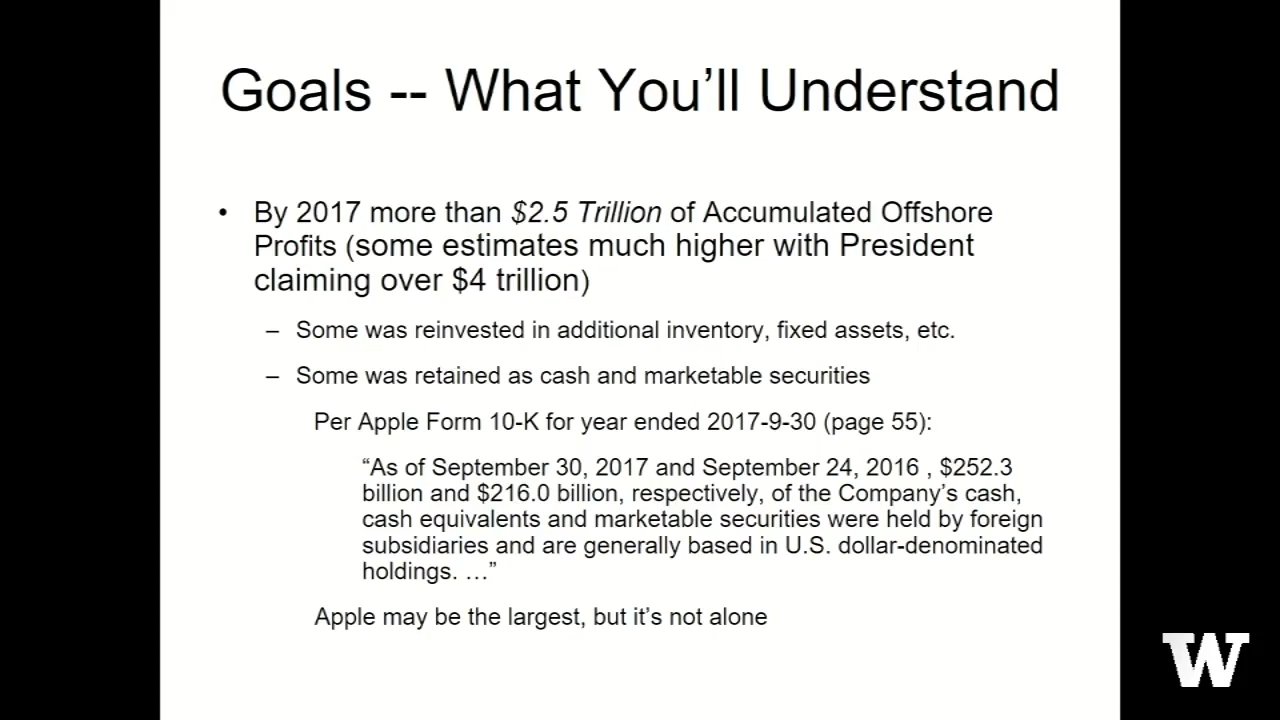 Goals -- What You’ll Understand
• By 2017 more than $2.5 Trillion of Accumulated Offshore
Profits (some estimates much higher with President
claiming over $4 trillion)
– Some was reinvested in additional inventory, fixed assets, etc.
– Some was retained as cash and marketable securities
Per Apple Form 10-K for year ended 2017-9-30 (page 55):
“As of September 30, 2017 and September 24, 2016 , $252.3
billion and $216.0 billion, respectively, of the Company’s cash,
cash equivalents and marketable securities were held by foreign
subsidiaries and are generally based in U.S. dollar-denominated
holdings. …”
Apple may be the largest, but it’s not alone
W